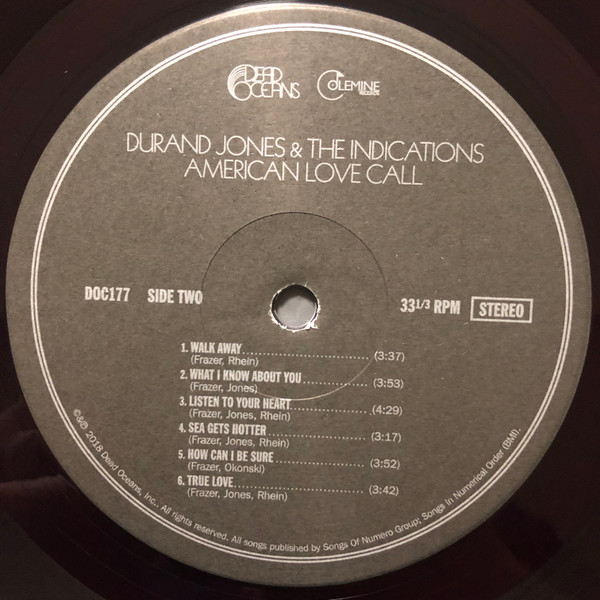 DEAD OCEANS
COLEMINE RECORDS
DURAND JONES & THE INDICATIONS
AMERICAN LOVE CALL
DOC177 SIDE TWO
33 1/3 RPM STEREO
1. WALK AWAY (3:37)
(Frazer, Rhein)
2. WHAT I KNOW ABOUT YOU (3:53)
(Frazer, Jones)
3. LISTEN TO YOUR HEART (4:29)
(Frazer, Jones, Rhein)
4. SEA GETS HOTTER (3:17)
(Frazer, Jones, Rhein)
5. HOW CAN I BE SURE (3:52)
(Frazer, Okonski)
6. TRUE LOVE (3:42)
(Frazer, Jones, Rhein)
©&℗ 2018 Dead Oceans, Inc.. All rights reserved. All songs published by Songs Of Numero Group; Songs in Numerical Order (BMI).